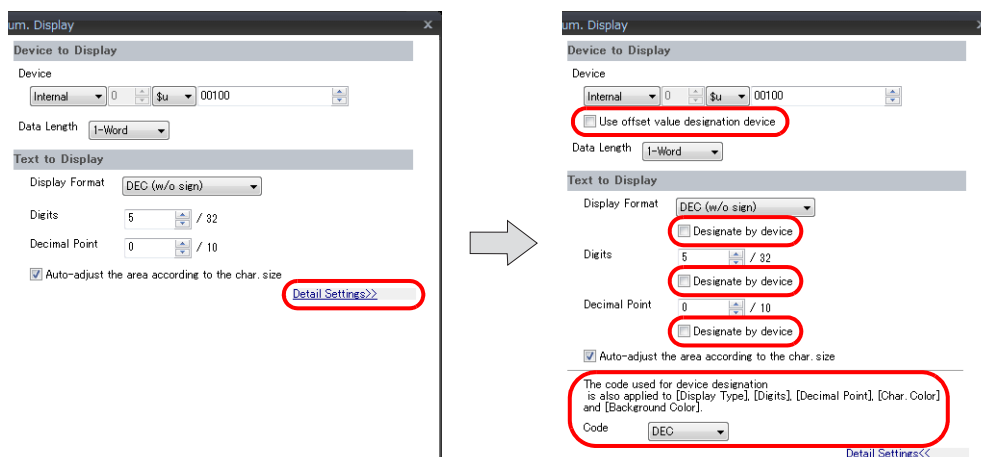 um. Display x
Device to Display
Device
Internal 0 $u 00100
Data Length 1-Word
Text to Display
Display Format DEC (w/o sign)
Digits 5 / 32
Decimal Point 0 / 10
Auto-adjust the area according to the char. size
Detail Settings>>
um. Display
Device to Display
Device
Internal 0 $u 00100
Use offset value designation device
Data Length 1-Word
Text to Display
Display Format DEC (w/o sign)
Designate by device
Digits 5 / 32
Designate by device
Decimal Point 0 / 10
Designate by device
Auto-adjust the area according to the char. size
The code used for device designation
is also applied to [Display Type], [Digits], [Decimal Point], [Char. Color]
and [Background Color].
Code DEC
Detail Settings<<